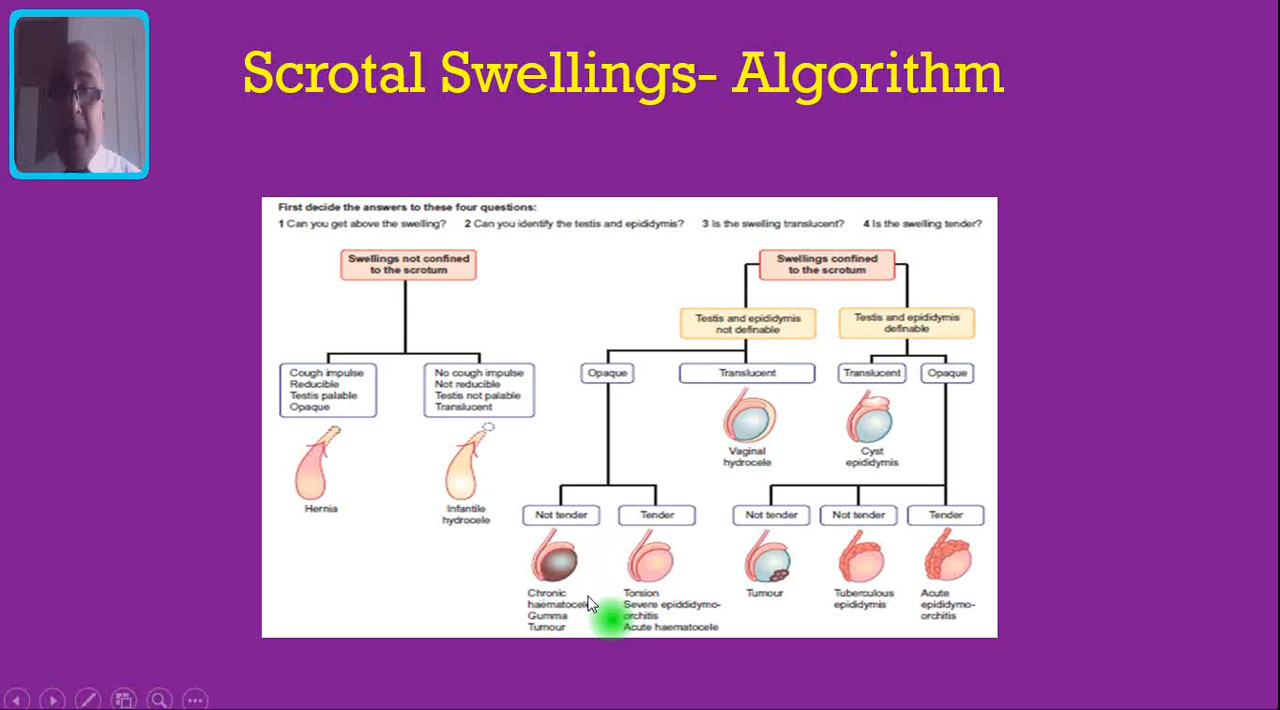 Scrotal Swellings- Algorithm
First decide the answers to these four questions:
1 Can you get above the swelling? 2 Can you identify the testis and epididymis? 3 Is the swelling translucent? 4 Is the swelling tender?
Swellings not confined
to the scrotum
Swellings confined
to the scrotum
Testis and epididymis
not definable
Testis and epididymis
definable
Cough impulse
Reducible
Testis palable
Opaque
No cough impulse
Not reducible
Testis not palable
Translucent
Opaque
Translucent
Translucent
Opaque
Hernia
Infantile
hydrocele
Vaginal
hydrocele
Cyst
epididymis
Not tender
Tender
Not tender
Not tender
Tender
Chronic
haematocele
Gumma
Tumour
Torsion
Severe epiddidymo-
orchitis
Acute haematocele
Tumour
Tuberculous
epididymis
Acute
epididymo-
orchitis